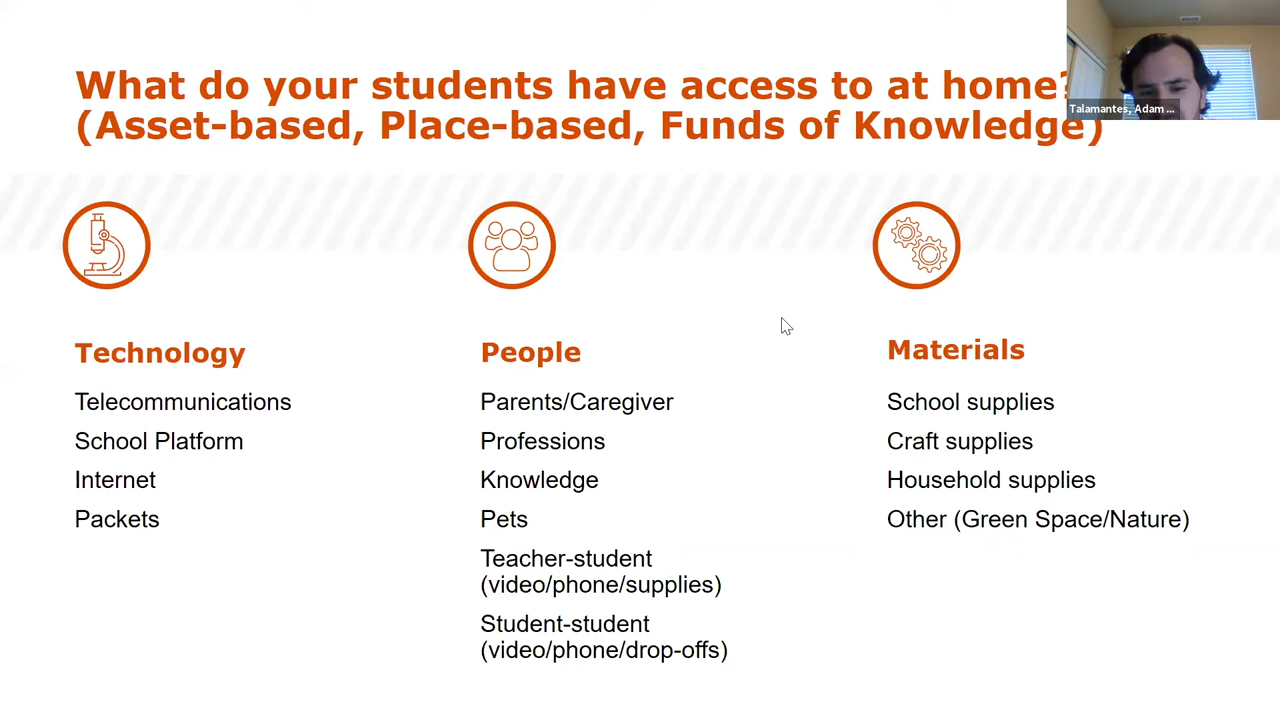 What do your students have access to at home?
(Asset-based, Place-based, Funds of Knowledge)
Talamantes, Adam ...
Technology
Telecommunications
School Platform
Internet
Packets
People
Parents/Caregiver
Professions
Knowledge
Pets
Teacher-student
(video/phone/supplies)
Student-student
(video/phone/drop-offs)
Materials
School supplies
Craft supplies
Household supplies
Other (Green Space/Nature)